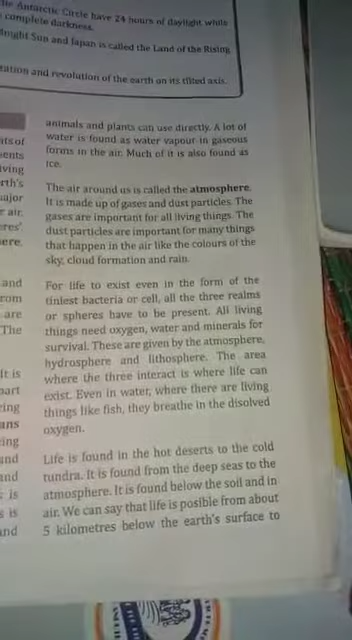 the Antarctic Circle have 24 hours of daylight while
complete darkness.
dnight Sun and Japan is called the Land of the Rising
tation and revolution of the earth on its tilted axis.
animals and plants can use directly. A lot of
water is found as water vapour in gaseous
forms in the air. Much of it is also found as
ice.
The air around us is called the atmosphere.
It is made up of gases and dust particles. The
gases are important for all living things. The
dust particles are important for many things
that happen in the air like the colours of the
sky, cloud formation and rain.
For life to exist even in the form of the
tiniest bacteria or cell, all the three realms
or spheres have to be present. All living
things need oxygen, water and minerals for
survival. These are given by the atmosphere,
hydrosphere and lithosphere. The area
where the three interact is where life can
exist. Even in water, where there are living
things like fish, they breathe in the disolved
oxygen.
Life is found in the hot deserts to the cold
tundra. It is found from the deep seas to the
atmosphere. It is found below the soil and in
air. We can say that life is posible from about
5 kilometres below the earth's surface to